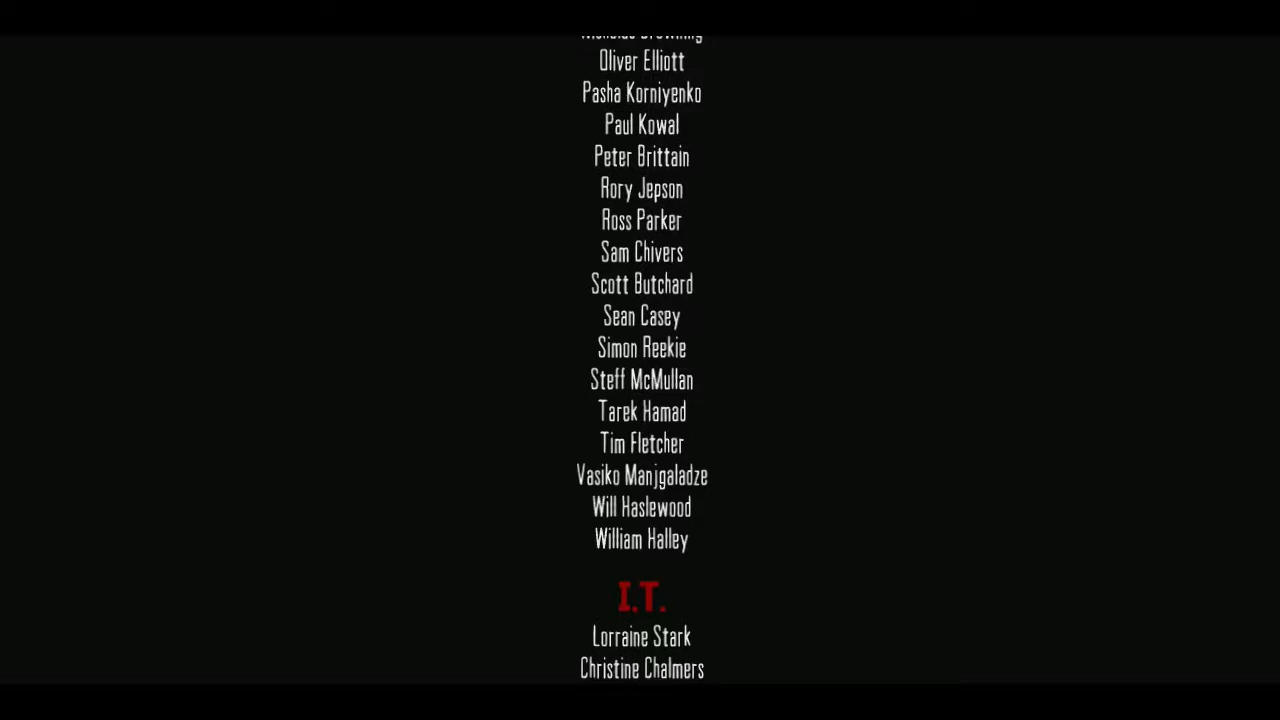 Oliver Elliott
Pasha Korniyenko
Paul Kowal
Peter Brittain
Rory Jepson
Ross Parker
Sam Chivers
Scott Butchard
Sean Casey
Simon Reekie
Steff McMullan
Tarek Hamad
Tim Fletcher
Vasiko Manjgaladze
Will Haslewood
William Halley
I.T.
Lorraine Stark
Christine Chalmers